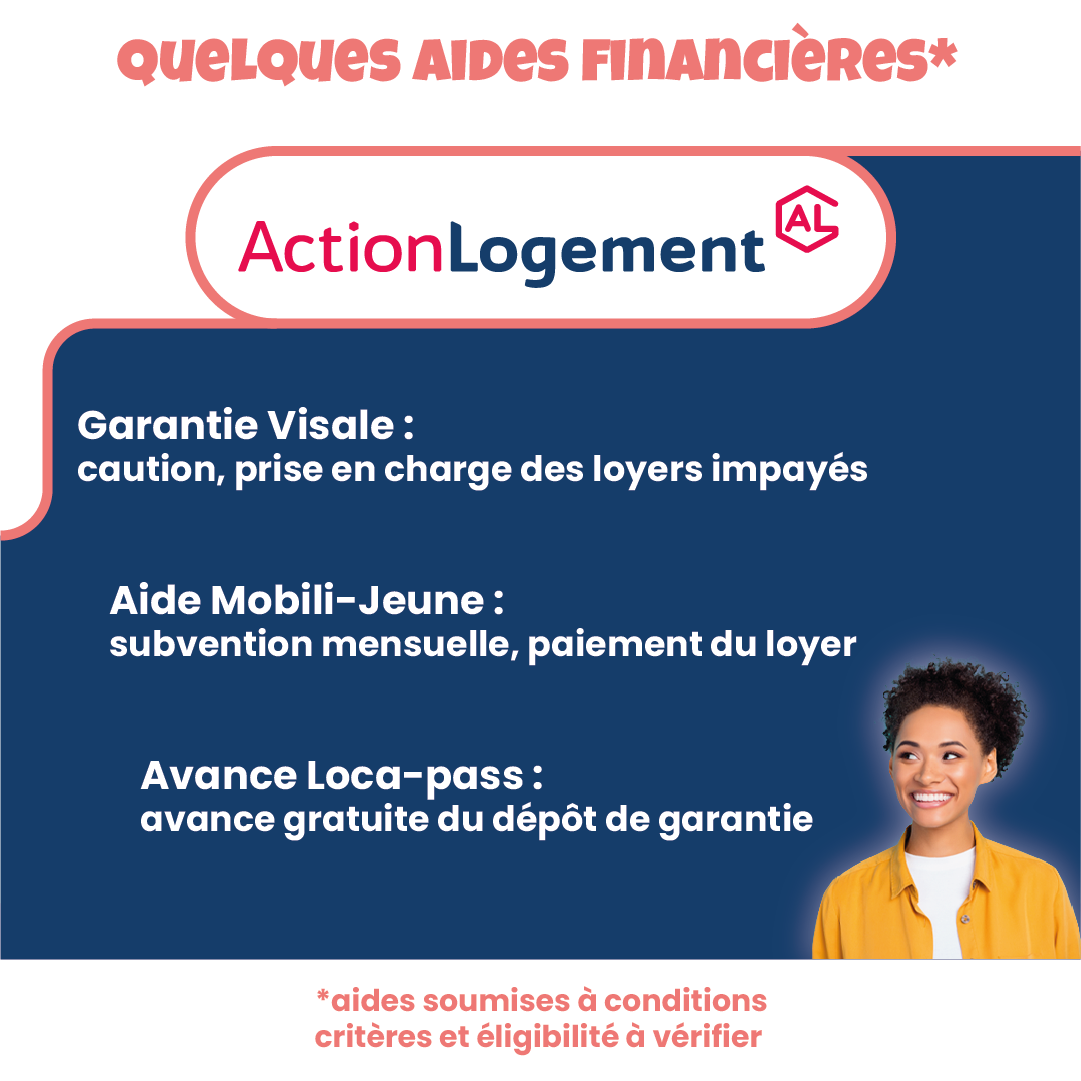 QUELQUES AIDES FINANCIÈRES*
ActionLogement AL
Garantie Visale :
caution, prise en charge des loyers impayés
Aide Mobili-Jeune :
subvention mensuelle, paiement du loyer
Avance Loca-pass :
avance gratuite du dépôt de garantie
*aides soumises à conditions
critères et éligibilité à vérifier